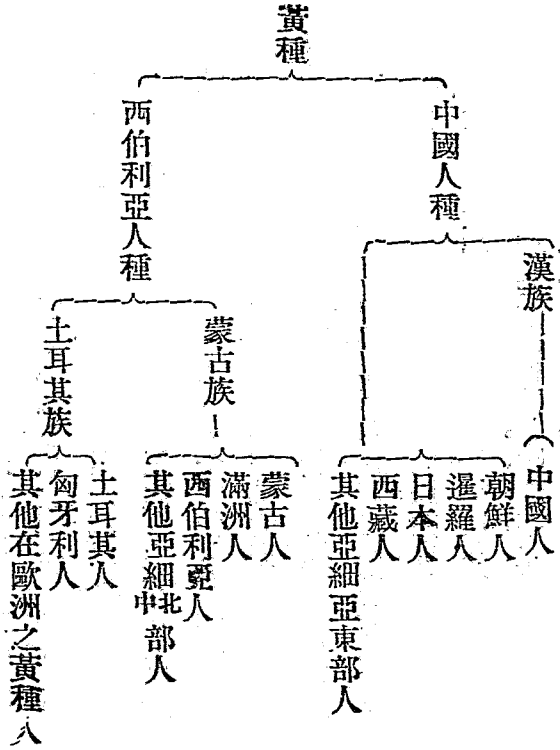 黃種
中國人種
漢族
中國人
朝鮮人
暹羅人
日本人
西藏人
其他亞細亞東部人
西伯利亞人種
蒙古族
蒙古人
滿洲人
西伯利亞人
其他亞細亞北中部人
土耳其族
土耳其人
匈牙利人
其他在歐洲之黃種人